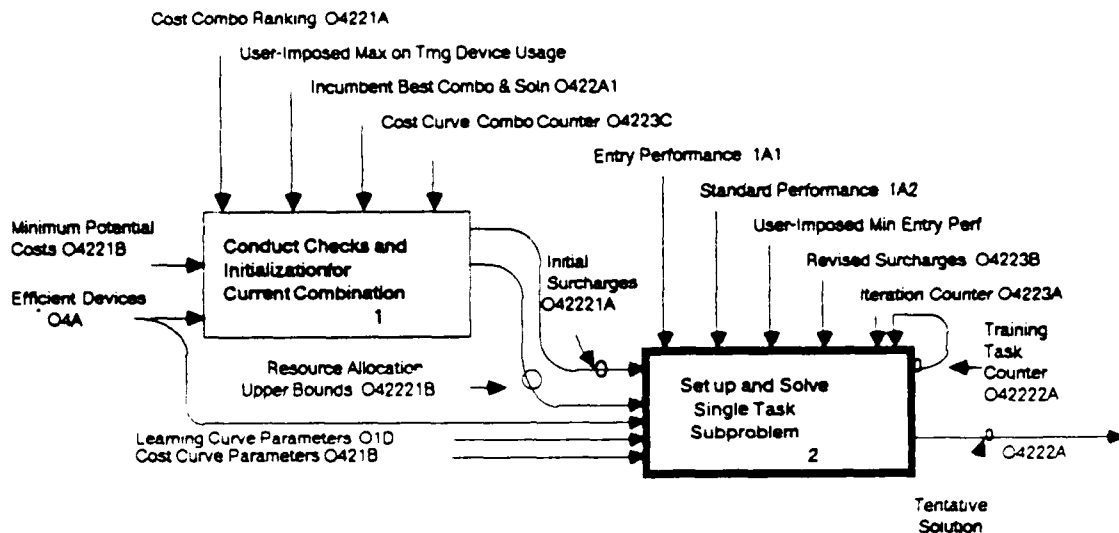 Cost Combo Ranking O4221A
User-Imposed Max on Tmg Device Usage
Incumbent Best Combo & Soln O422A1
Cost Curve Combo Counter O4223C
Entry Performance 1A1
Standard Performance 1A2
User-Imposed Min Entry Perf
Revised Surcharges O4223B
Iteration Counter O4223A
Minimum Potential
Costs O4221B
Efficient Devices
O4A
Conduct Checks and
Initializationfor
Current Combination
1
Initial
Surcharges
O42221A
Training
Task
Counter
O42222A
Resource Allocation
Upper Bounds O42221B
Set up and Solve
Single Task
Subproblem
2
Learning Curve Parameters O1D
Cost Curve Parameters O421B
O4222A
Tentative
Solution